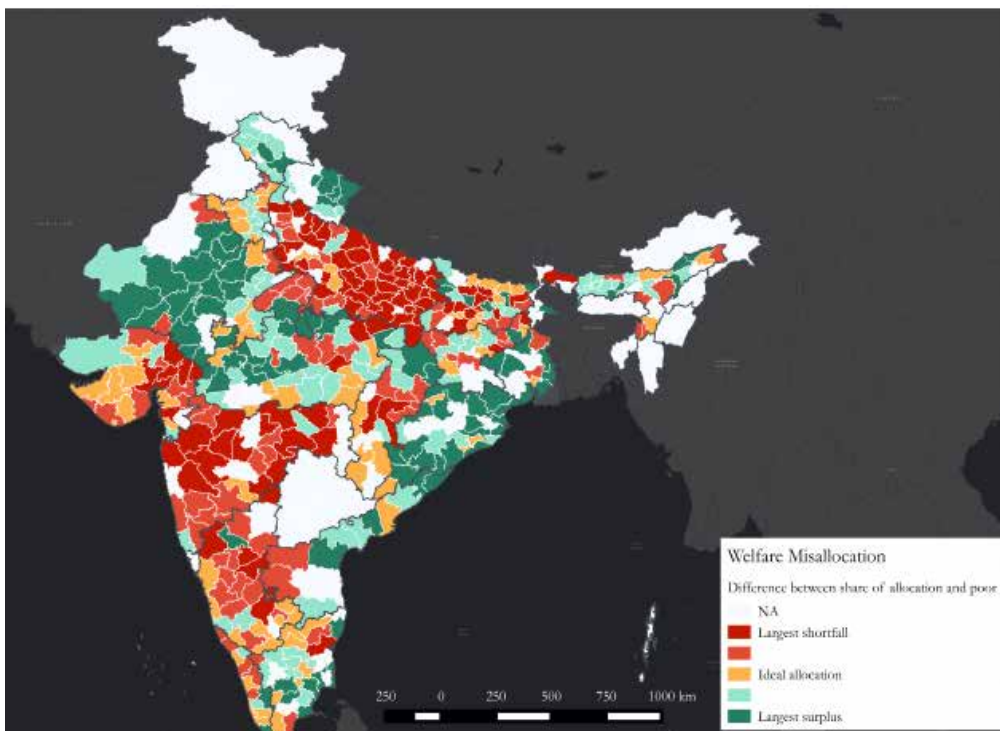 Welfare Misallocation
Difference between share of allocation and poor
NA
Largest shortfall
Ideal allocation
Largest surplus
250 0 250 500 750 1000 km